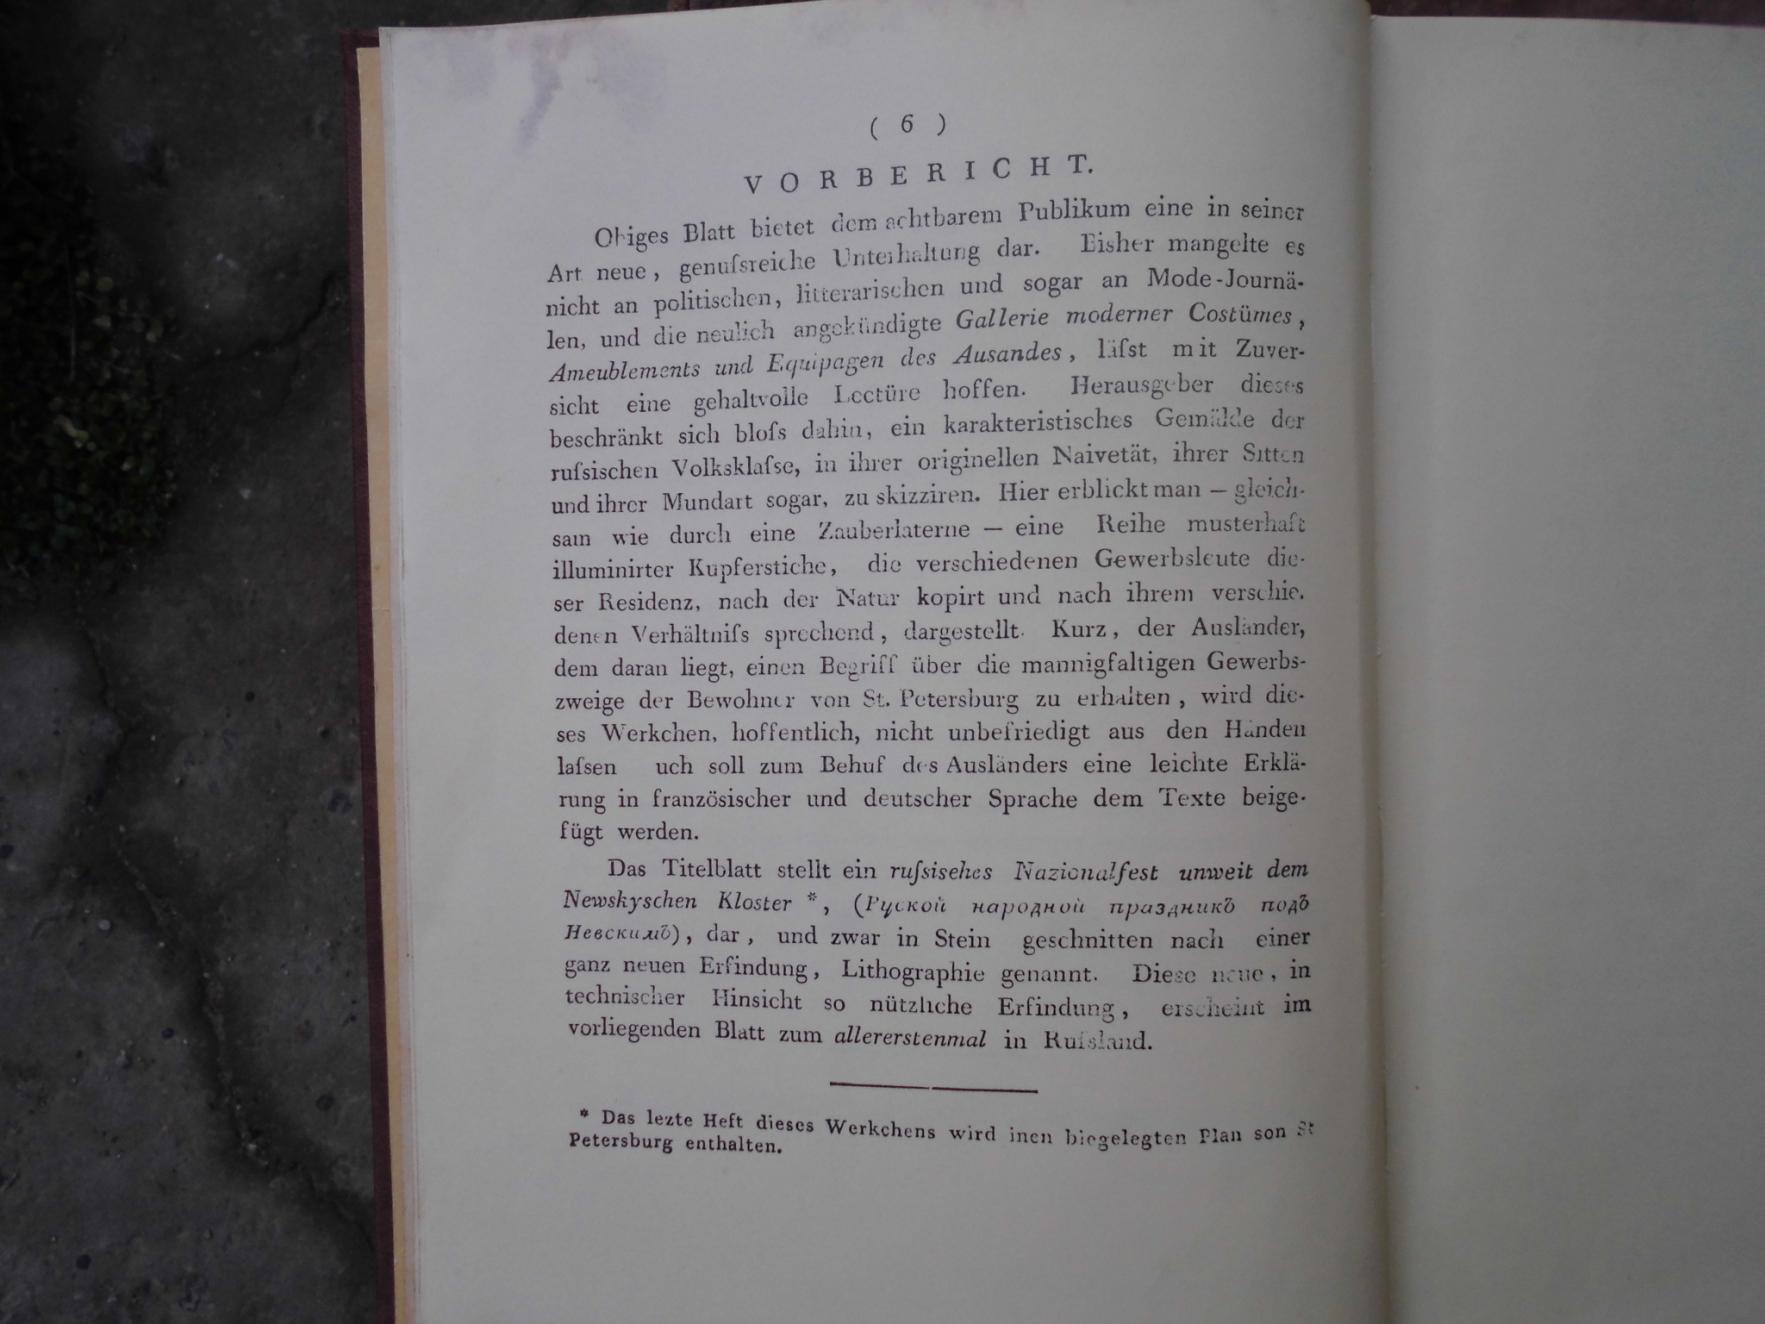 ( 6 )
VORBERICHT.
Obiges Blatt bietet dem achtbarem Publikum eine in seiner
Art neue, genuſsreiche Unterhaltung dar. Bisher mangelte es
nicht an politischen, litterarischen und sogar an Mode-Journä-
len, und die neulich angekündigte Gallerie moderner Costümes,
Ameublements und Equipagen des Ausandes, läſst mit Zuver-
sicht eine gehaltvolle Lectüre hoffen. Herausgeber dieses
beschränkt sich bloſs dahin, ein karakteristisches Gemälde der
ruſsischen Volksklaſse, in ihrer originellen Naivetät, ihrer Sitten
und ihrer Mundart sogar, zu skizziren. Hier erblickt man — gleich-
sam wie durch eine Zauberlaterne — eine Reihe musterhaft
illuminirter Kupferstiche, die verschiedenen Gewerbsleute die-
ser Residenz, nach der Natur kopirt und nach ihrem verschie-
denen Verhältniſs sprechend, dargestellt. Kurz, der Ausländer,
dem daran liegt, einen Begriff über die mannigfaltigen Gewerbs-
zweige der Bewohner von St. Petersburg zu erhalten, wird die-
ses Werkchen, hoffentlich, nicht unbefriedigt aus den Händen
laſsen uch soll zum Behuf des Ausländers eine leichte Erklä-
rung in französischer und deutscher Sprache dem Texte beige-
fügt werden.
Das Titelblatt stellt ein ruſsisehes Nazionalfest unweit dem
Newskyschen Kloster *, (Руской народной праздникъ подъ
Невскимъ), dar, und zwar in Stein geschnitten nach einer
ganz neuen Erfindung, Lithographie genannt. Diese neue, in
technischer Hinsicht so nützliche Erfindung, erscheint im
vorliegenden Blatt zum allererstenmal in Ruſsland.
* Das lezte Heft dieses Werkchens wird inen biegelegten Plan son St
Petersburg enthalten.